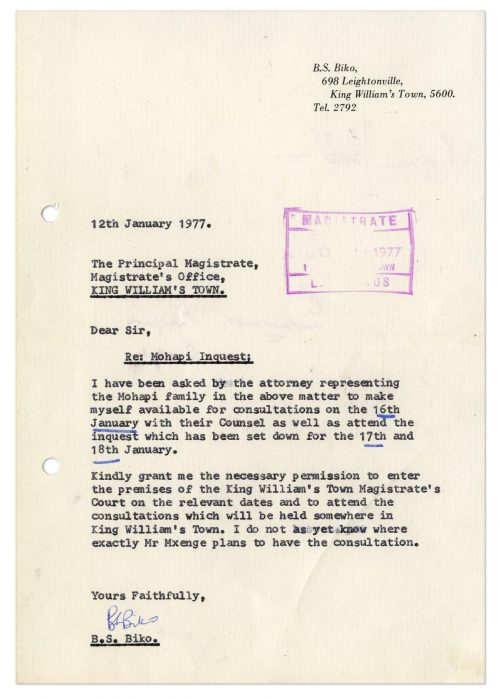 B.S. Biko,
698 Leightonville,
King William's Town, 5600.
Tel. 2792
12th January 1977.
MAGISTRATE
13 1977
The Principal Magistrate,
Magistrate's Office,
KING WILLIAM'S TOWN.
Dear Sir,
Re: Mohapi Inquest;
I have been asked by the attorney representing
the Mohapi family in the above matter to make
myself available for consultations on the 16th
January with their Counsel as well as attend the
inquest which has been set down for the 17th and
18th January.
Kindly grant me the necessary permission to enter
the premises of the King William's Town Magistrate's
Court on the relevant dates and to attend the
consultations which will be held somewhere in
King William's Town. I do not as yet know where
exactly Mr Mxenge plans to have the consultation.
Yours Faithfully,
BSBiko
B.S. Biko.